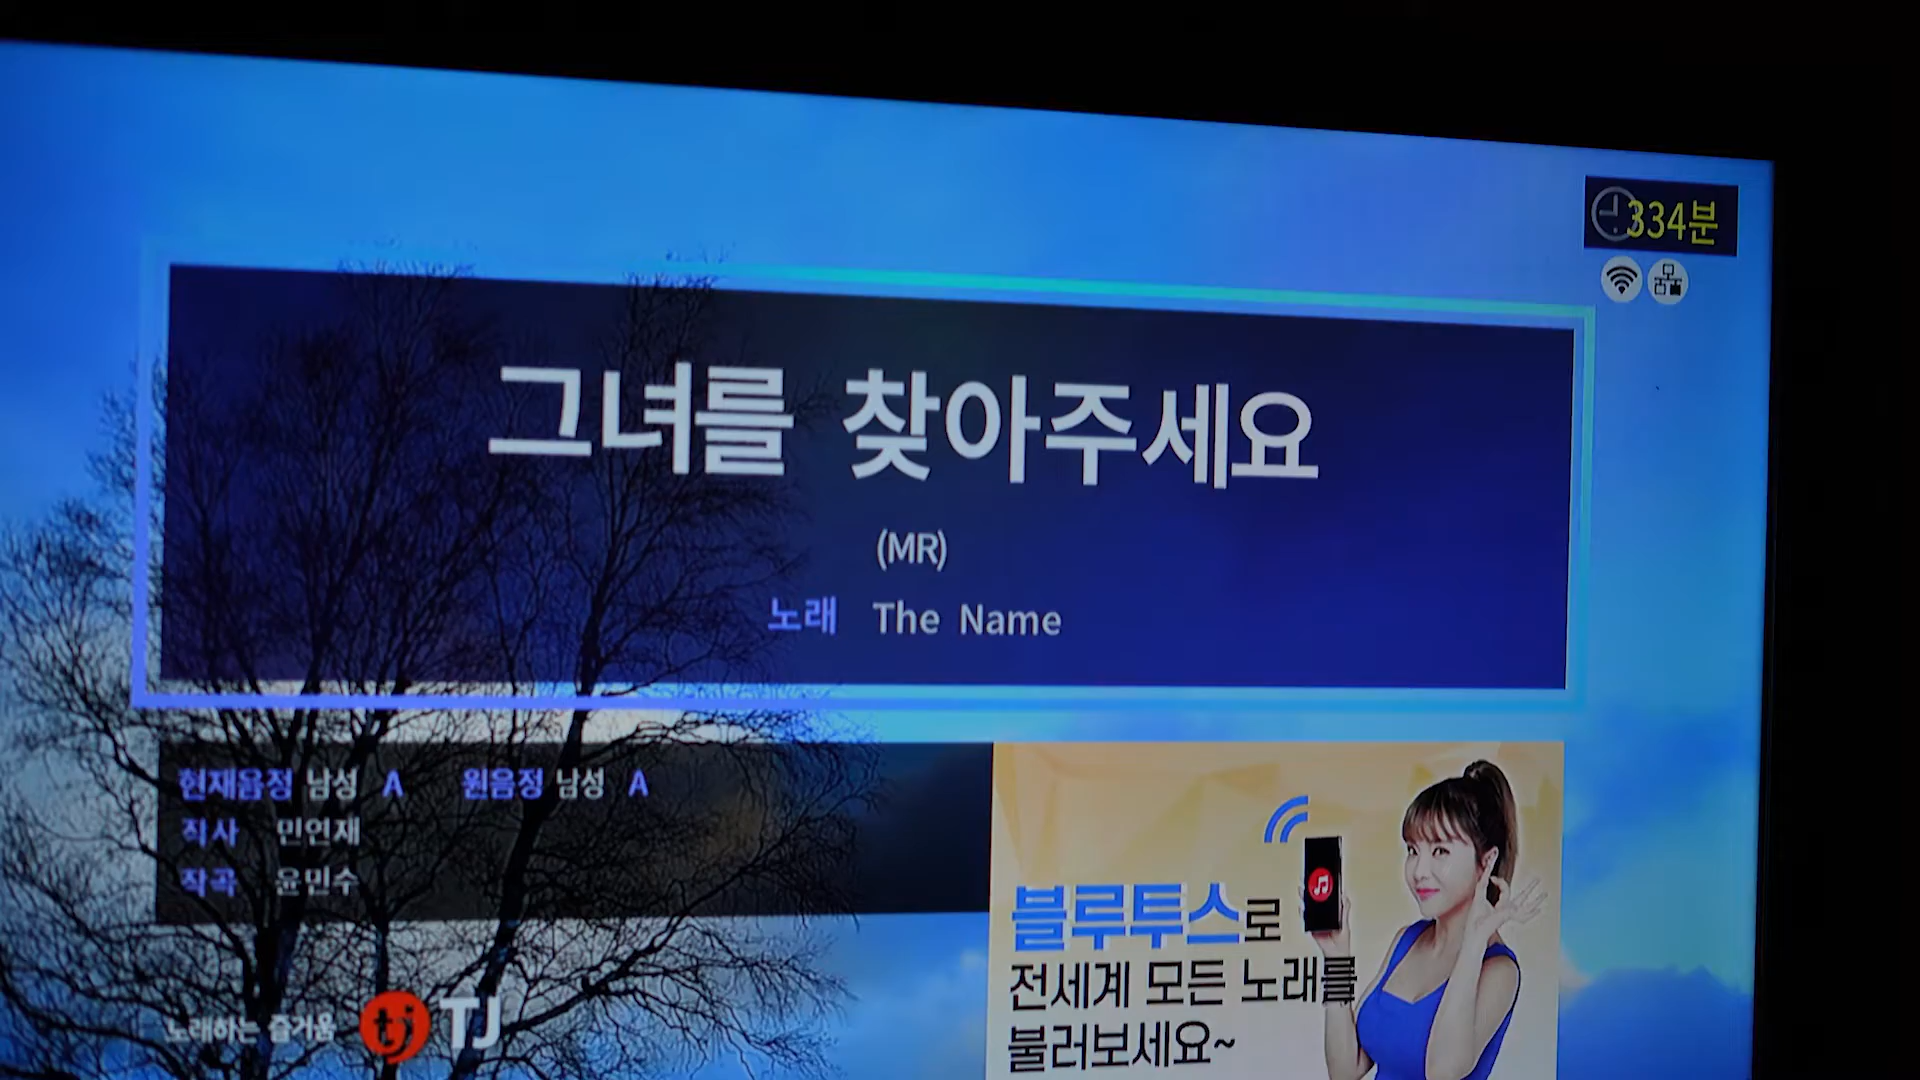 334분
그녀를 찾아주세요
(MR)
노래 The Name
현재음정 남성 A 원음정 남성 A
작사 민연재
작곡 윤민수
블루투스로
전세계 모든 노래를
불러보세요~
노래하는 즐거움 tj TJ